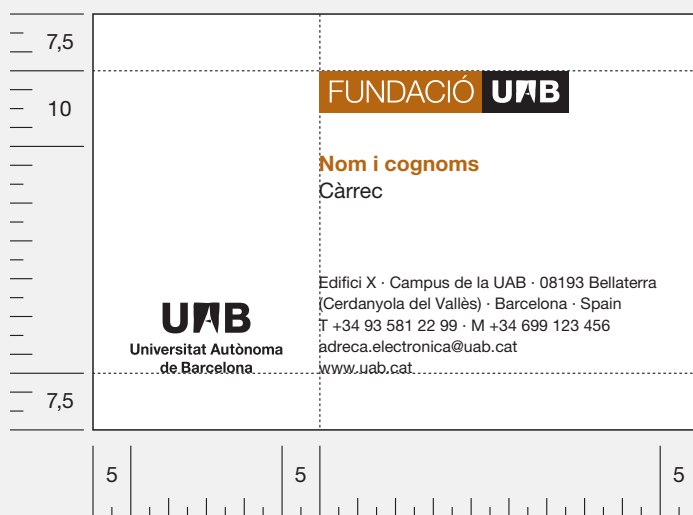 7,5
10
FUNDACIÓ UAB
Nom i cognoms
Càrrec
Edifici X · Campus de la UAB · 08193 Bellaterra
(Cerdanyola del Vallès) · Barcelona · Spain
T +34 93 581 22 99 · M +34 699 123 456
adreca.electronica@uab.cat
www.uab.cat
UAB
Universitat Autònoma
de Barcelona
7,5
5
5
5